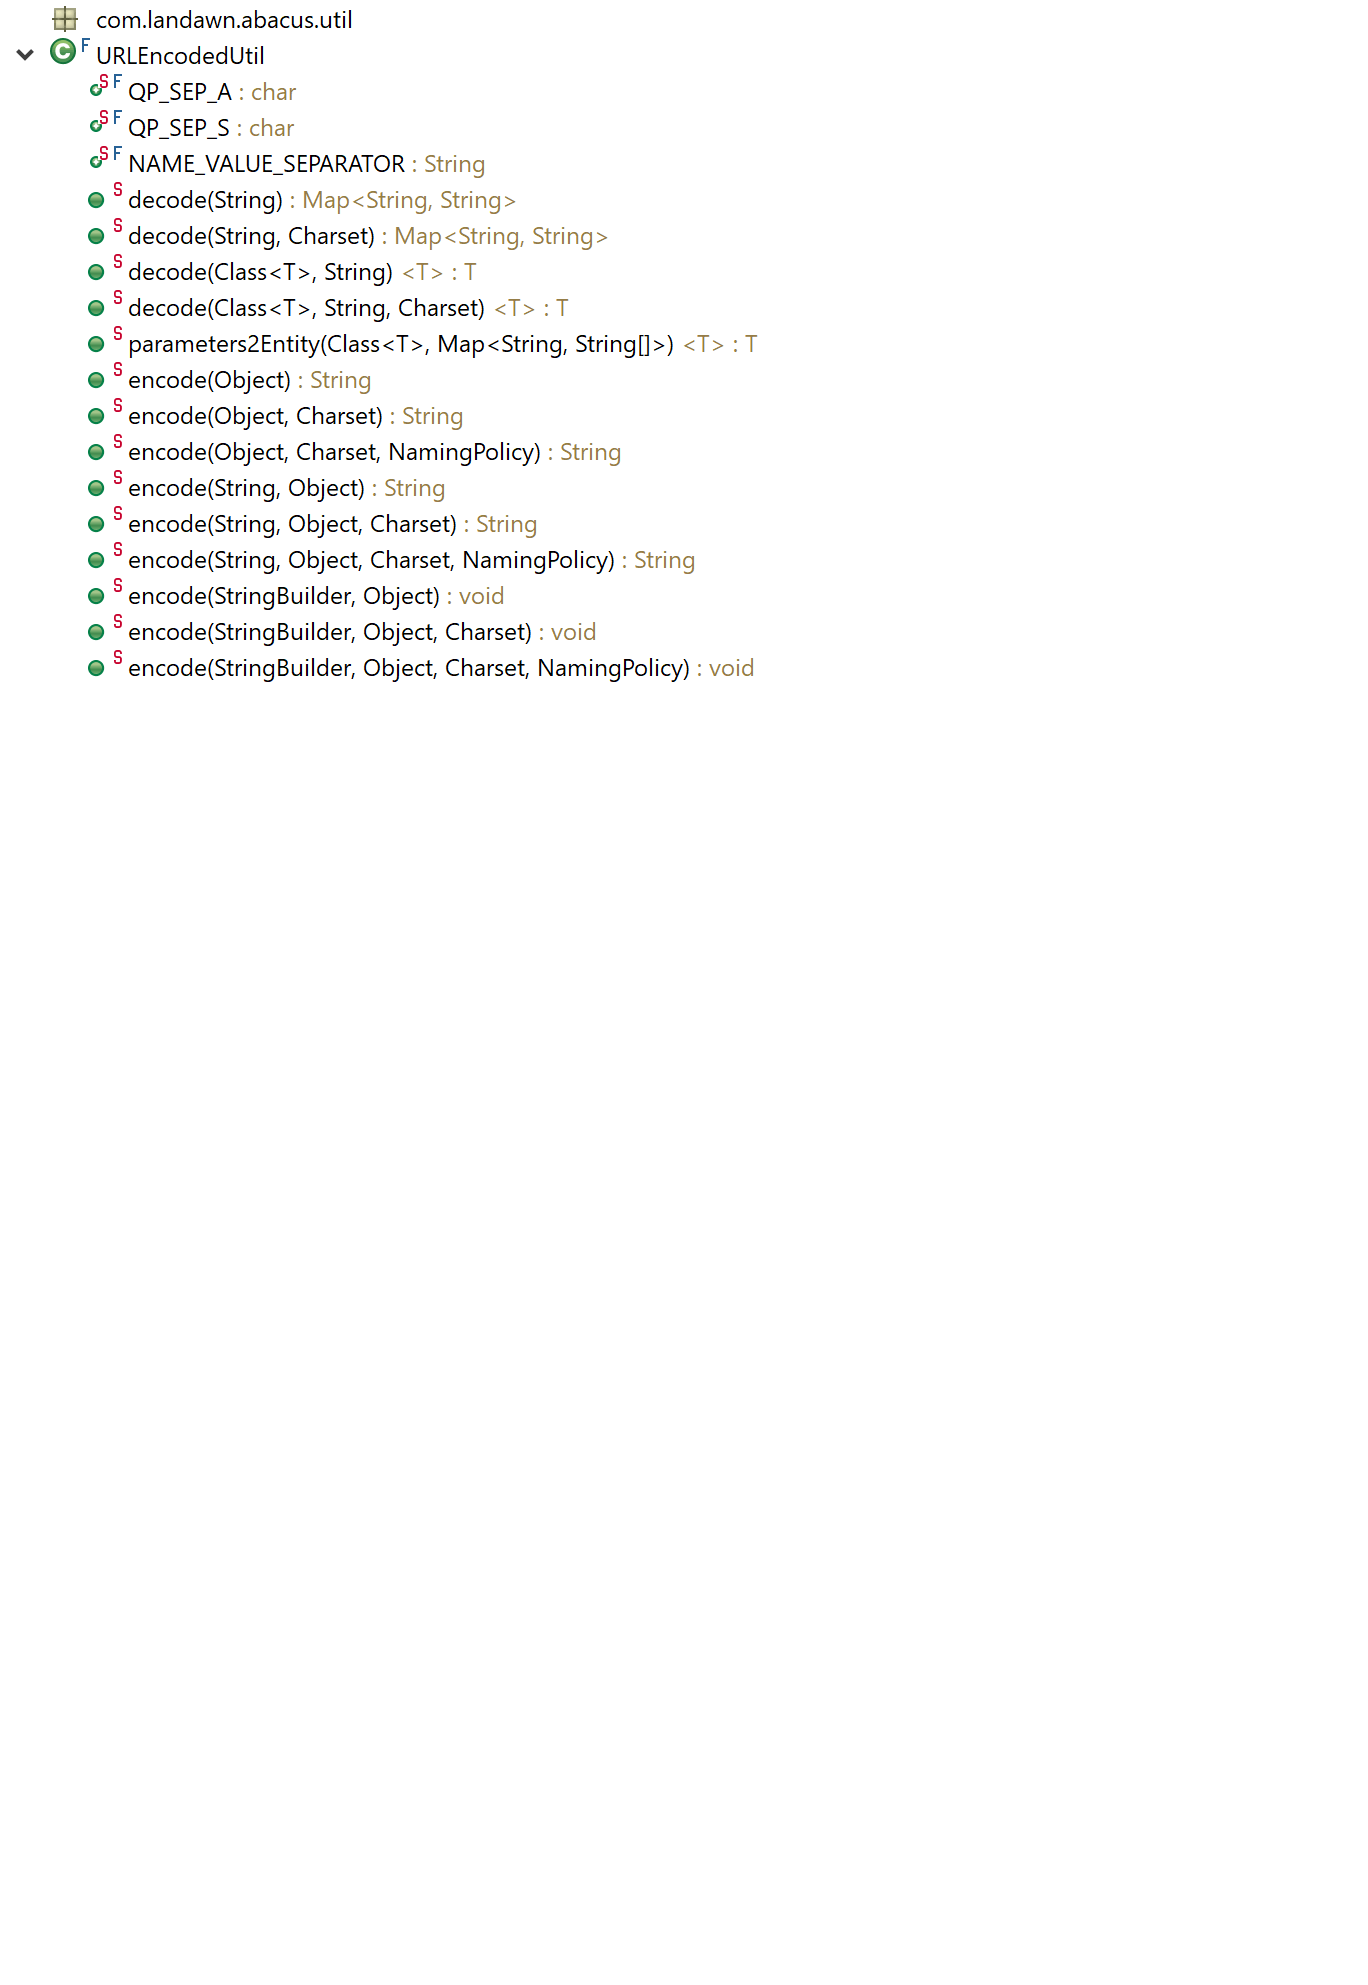 com.landawn.abacus.util
C F URLEncodedUtil
S F QP_SEP_A : char
S F QP_SEP_S : char
S F NAME_VALUE_SEPARATOR : String
S decode(String) : Map<String, String>
S decode(String, Charset) : Map<String, String>
S decode(Class<T>, String) <T> : T
S decode(Class<T>, String, Charset) <T> : T
S parameters2Entity(Class<T>, Map<String, String[]>) <T> : T
S encode(Object) : String
S encode(Object, Charset) : String
S encode(Object, Charset, NamingPolicy) : String
S encode(String, Object) : String
S encode(String, Object, Charset) : String
S encode(String, Object, Charset, NamingPolicy) : String
S encode(StringBuilder, Object) : void
S encode(StringBuilder, Object, Charset) : void
S encode(StringBuilder, Object, Charset, NamingPolicy) : void